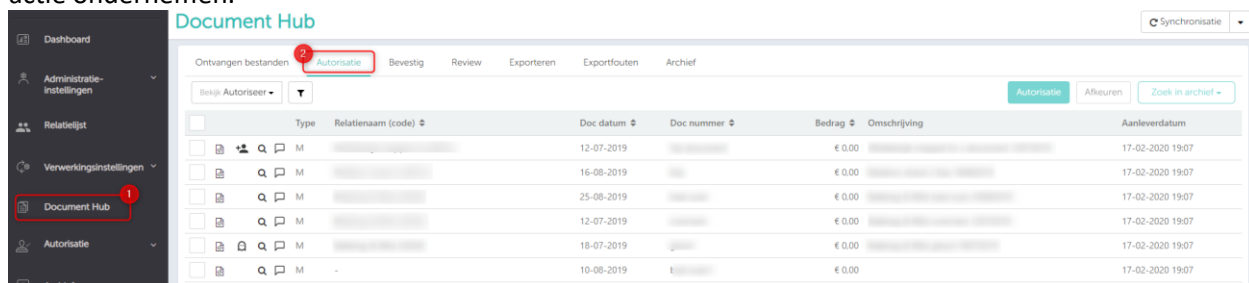 actie ondernemen.
Document Hub
Synchronisatie
Dashboard
Administratie-
instellingen
Relatielijst
Verwerkingsinstellingen
1
Document Hub
Autorisatie
Ontvangen bestanden 2 Autorisatie Bevestig Review Exporteren Exportfouten Archief
Bekijk Autoriseer Autorisatie Afkeuren Zoek in archief
Type Relatienaam (code) Doc datum Doc nummer Bedrag Omschrijving Aanleverdatum
M 12-07-2019 € 0.00 17-02-2020 19:07
M 16-08-2019 € 0.00 17-02-2020 19:07
M 25-08-2019 € 0.00 17-02-2020 19:07
M 12-07-2019 € 0.00 17-02-2020 19:07
M 18-07-2019 € 0.00 17-02-2020 19:07
M - 10-08-2019 € 0.00 17-02-2020 19:07